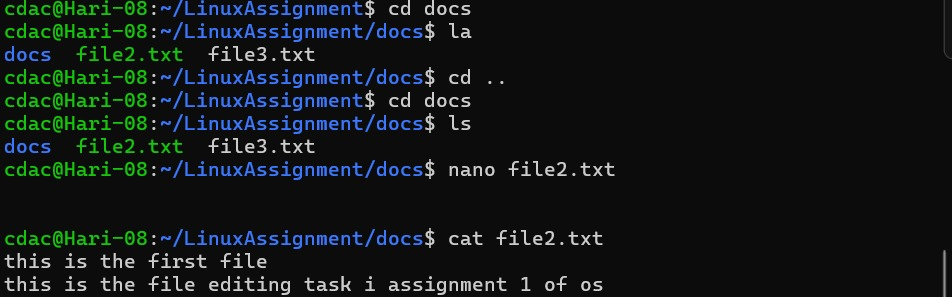 cdac@Hari-08:~/LinuxAssignment$ cd docs
cdac@Hari-08:~/LinuxAssignment/docs$ la
docs  file2.txt  file3.txt
cdac@Hari-08:~/LinuxAssignment/docs$ cd ..
cdac@Hari-08:~/LinuxAssignment$ cd docs
cdac@Hari-08:~/LinuxAssignment/docs$ ls
docs  file2.txt  file3.txt
cdac@Hari-08:~/LinuxAssignment/docs$ nano file2.txt
cdac@Hari-08:~/LinuxAssignment/docs$ cat file2.txt
this is the first file
this is the file editing task i assignment 1 of os